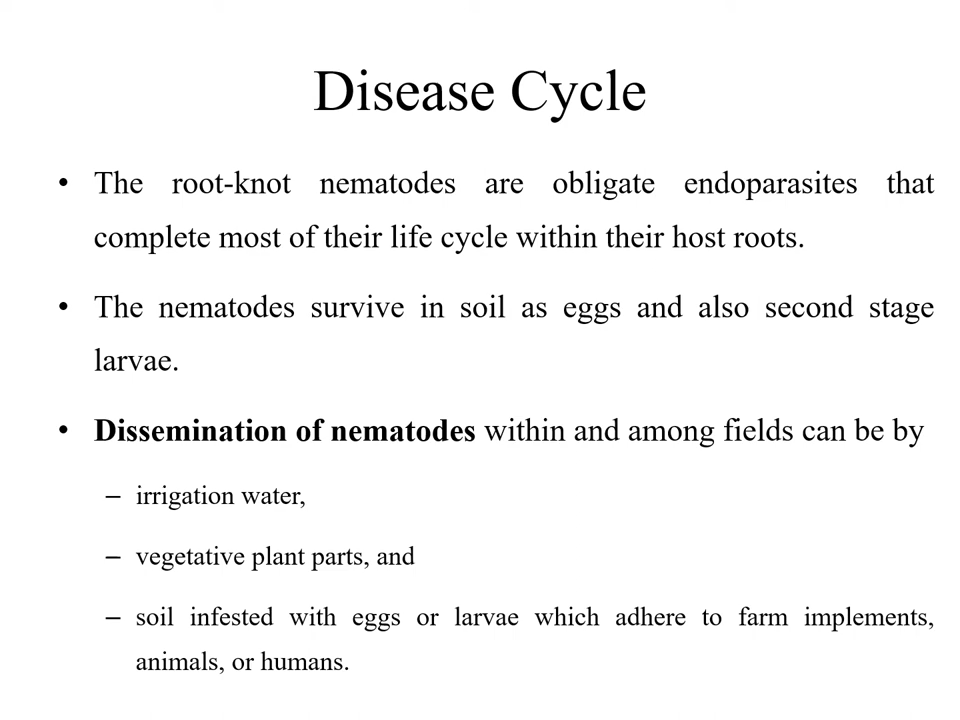 Disease Cycle
• The root-knot nematodes are obligate endoparasites that
complete most of their life cycle within their host roots.
• The nematodes survive in soil as eggs and also second stage
larvae.
• Dissemination of nematodes within and among fields can be by
– irrigation water,
– vegetative plant parts, and
– soil infested with eggs or larvae which adhere to farm implements,
animals, or humans.